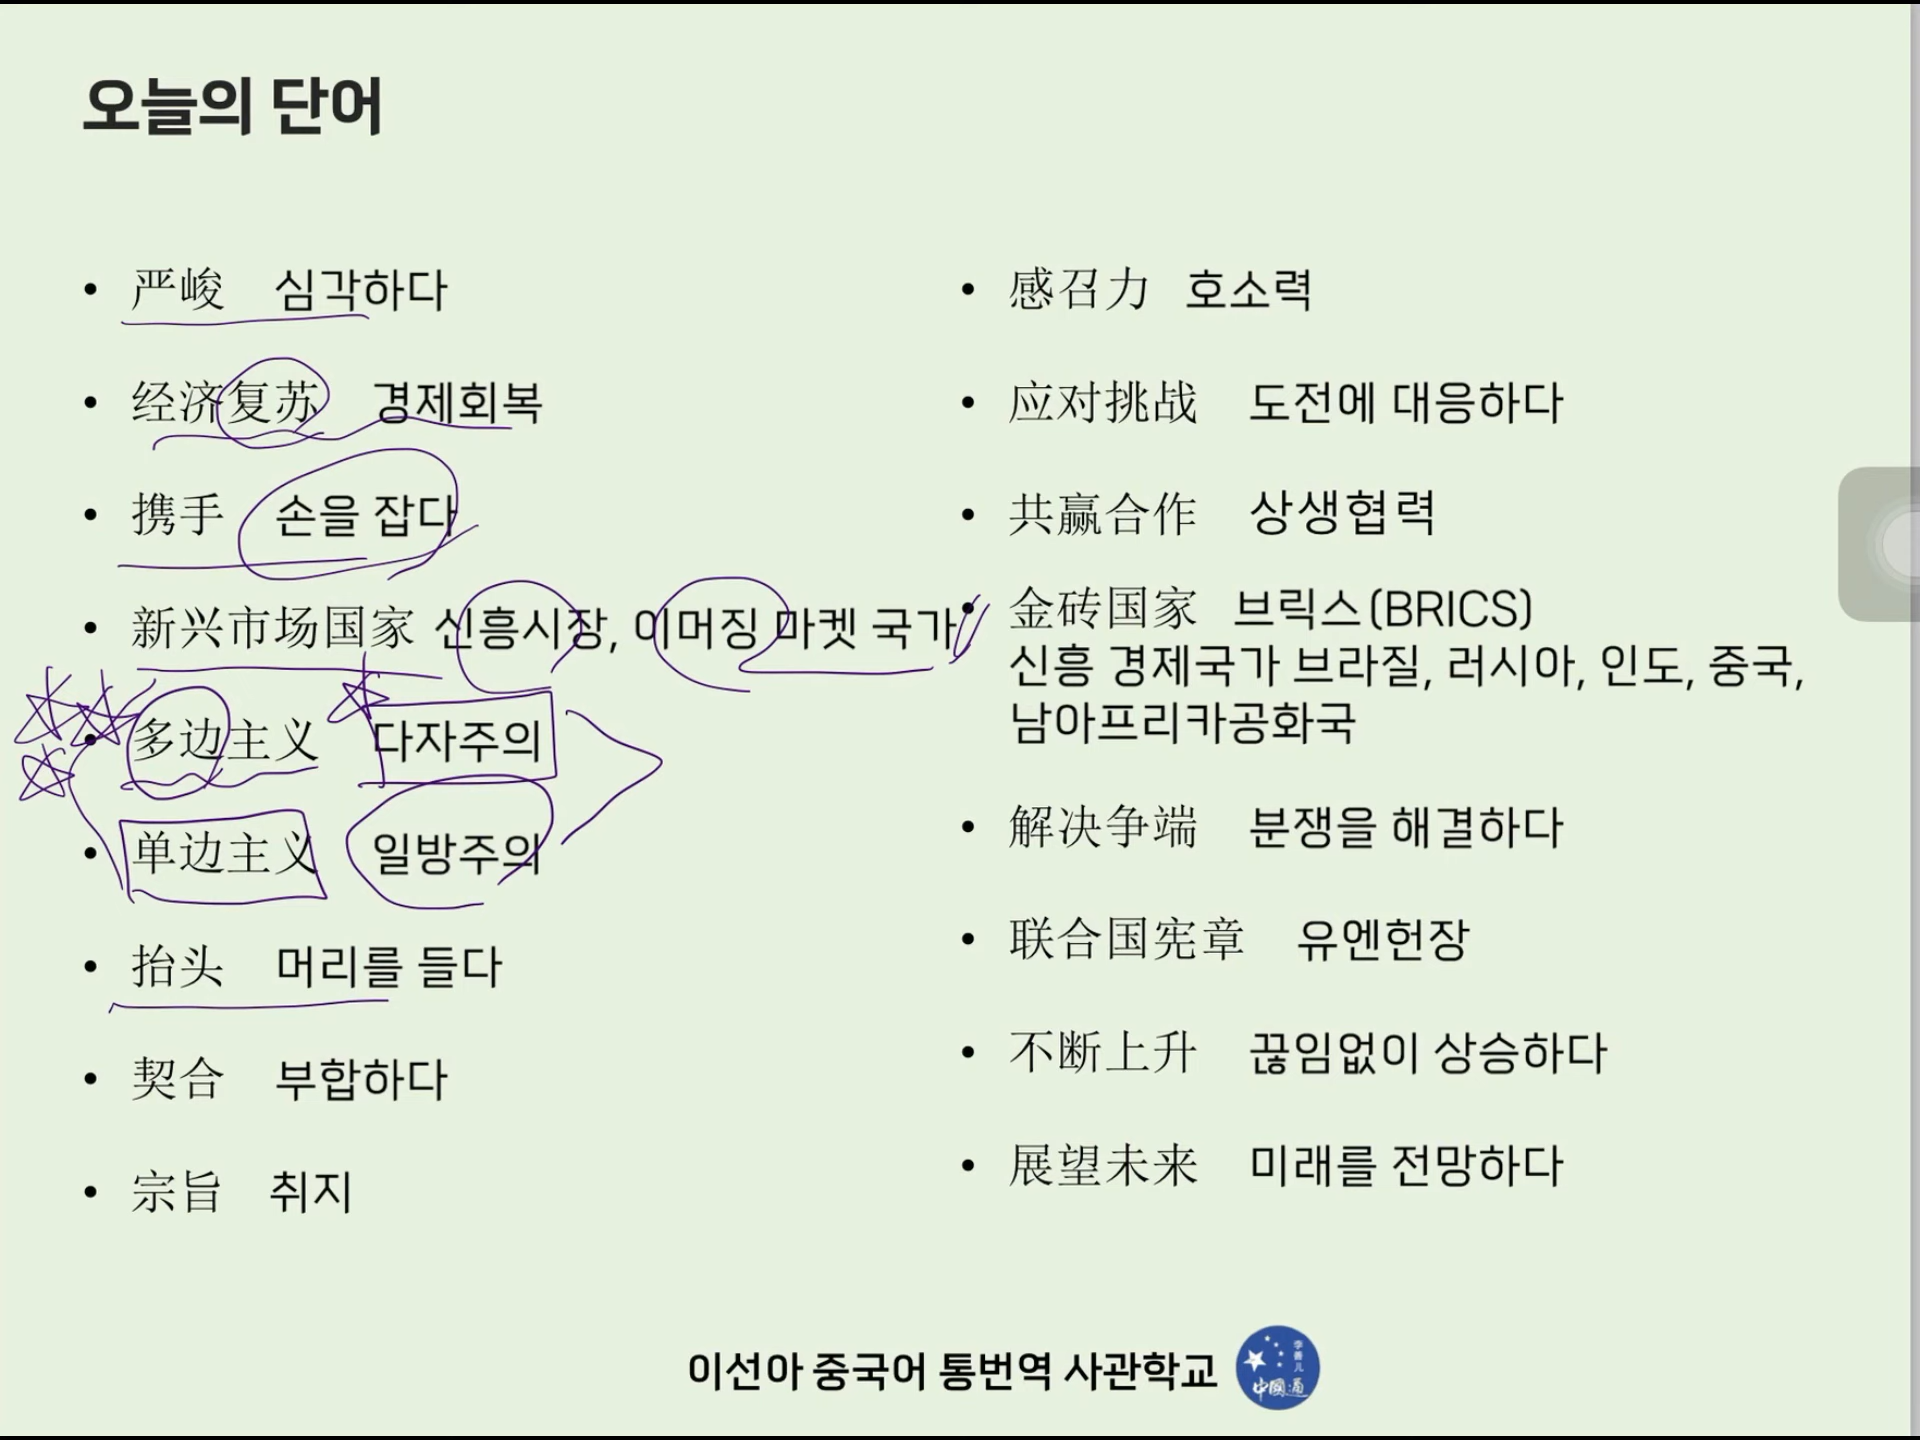 오늘의 단어
• 严峻 심각하다
• 经济复苏 경제회복
• 携手 손을 잡다
• 新兴市场国家 신흥시장, 이머징 마켓 국가
• 多边主义 다자주의
• 单边主义 일방주의
• 抬头 머리를 들다
• 契合 부합하다
• 宗旨 취지
• 感召力 호소력
• 应对挑战 도전에 대응하다
• 共赢合作 상생협력
• 金砖国家 브릭스(BRICS)
신흥 경제국가 브라질, 러시아, 인도, 중국,
남아프리카공화국
• 解决争端 분쟁을 해결하다
• 联合国宪章 유엔헌장
• 不断上升 끊임없이 상승하다
• 展望未来 미래를 전망하다
이선아 중국어 통번역 사관학교
李善儿
中國通